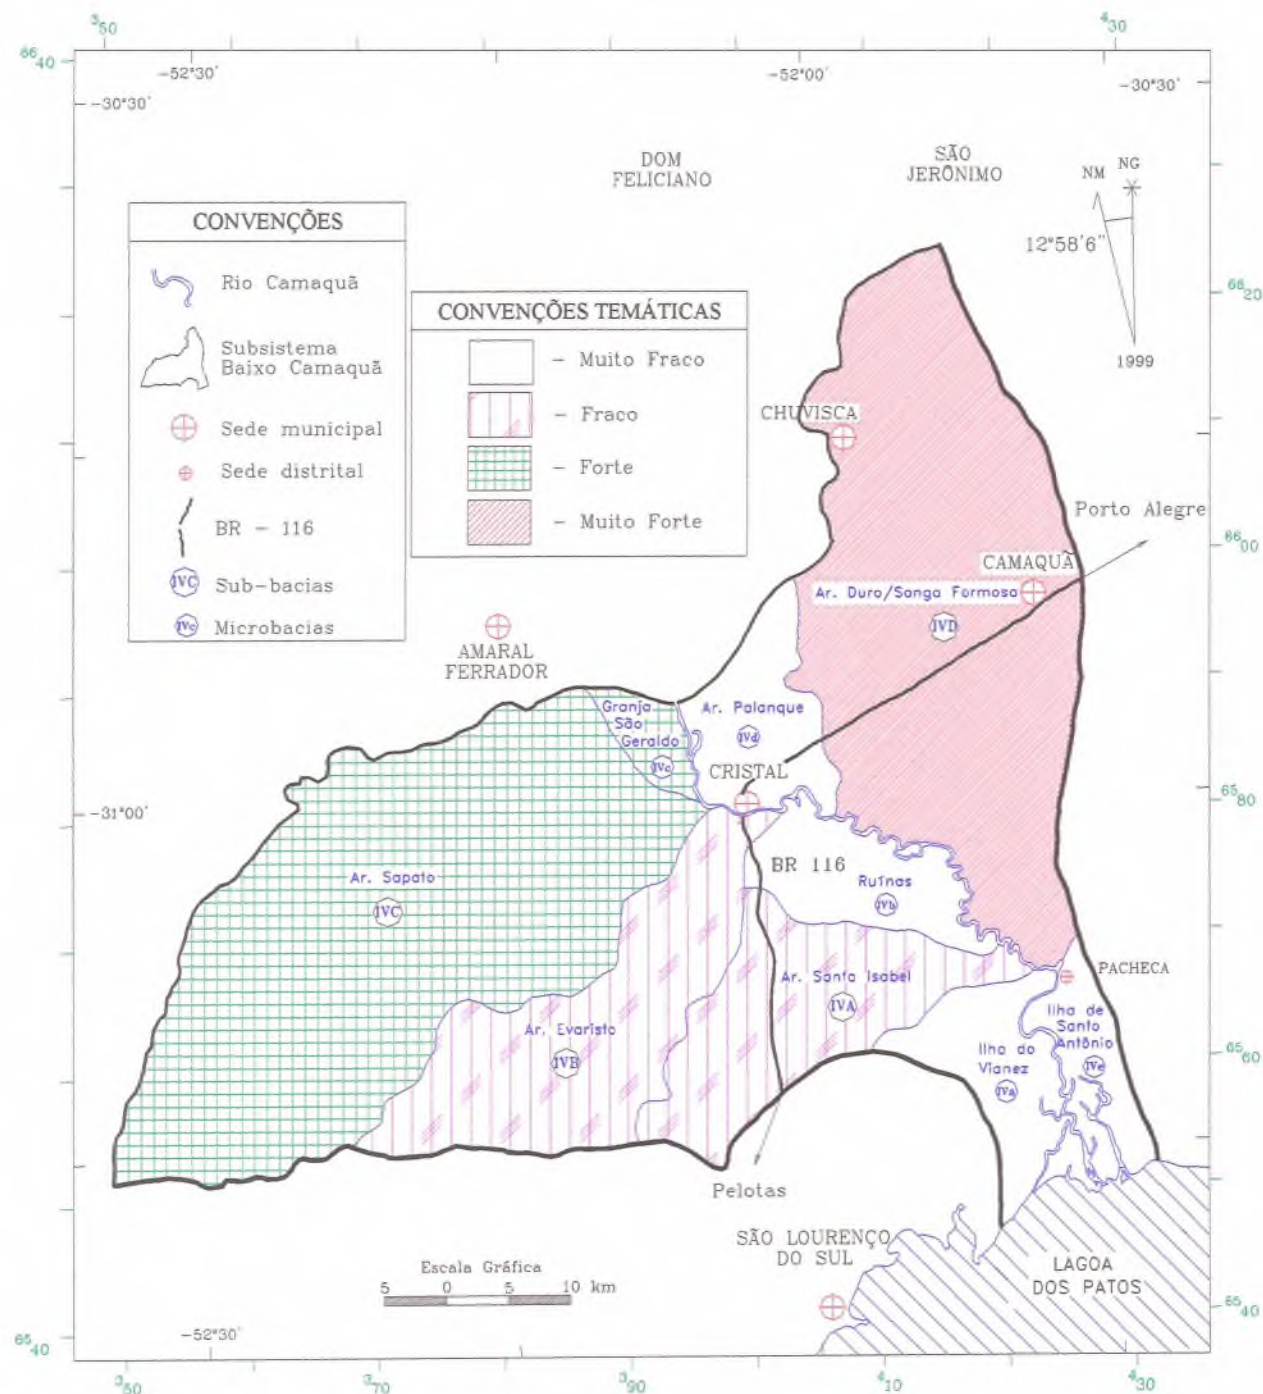 350
430
6640
-52°30'
-52°00'
-30°30'
-30°30'
DOM
FELICIANO
SÃO
JERÔNIMO
NM
NG
12°58'6"
1999
CONVENÇÕES
Rio Camaquã
Subsistema
Baixo Camaquã
Sede municipal
Sede distrital
BR - 116
IVC Sub-bacias
IVc Microbacias
CONVENÇÕES TEMÁTICAS
- Muito Fraco
- Fraco
- Forte
- Muito Forte
6620
CHUVISCA
Porto Alegre
6600
CAMAQUÃ
Ar. Duro/Sanga Formosa
IVD
AMARAL
FERRADOR
Granja
São
Geraldo
IVc
Ar. Palanque
IVd
CRISTAL
6580
-31°00'
BR 116
Ar. Sapato
IVC
Ruínas
IVb
PACHECA
Ar. Santa Isabel
IVA
Ilha de
Santo
Antônio
IVe
Ar. Evaristo
IVB
Ilha do
Vianez
IVa
6560
Pelotas
SÃO LOURENÇO
DO SUL
LAGOA
DOS PATOS
Escala Gráfica
5 0 5 10 km
6540
-52°30'
6540
350
370
390
410
430